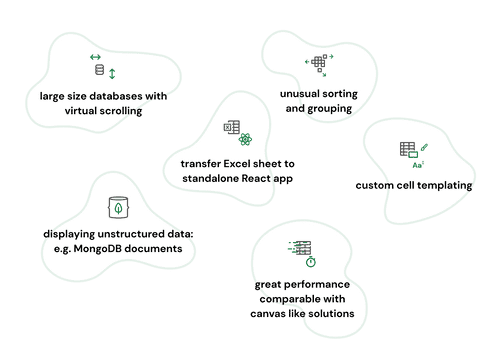 large size databases with
virtual scrolling
unusual sorting
and grouping
transfer Excel sheet to
standalone React app
custom cell templating
Aa
displaying unstructured data:
e.g. MongoDB documents
great performance
comparable with
canvas like solutions